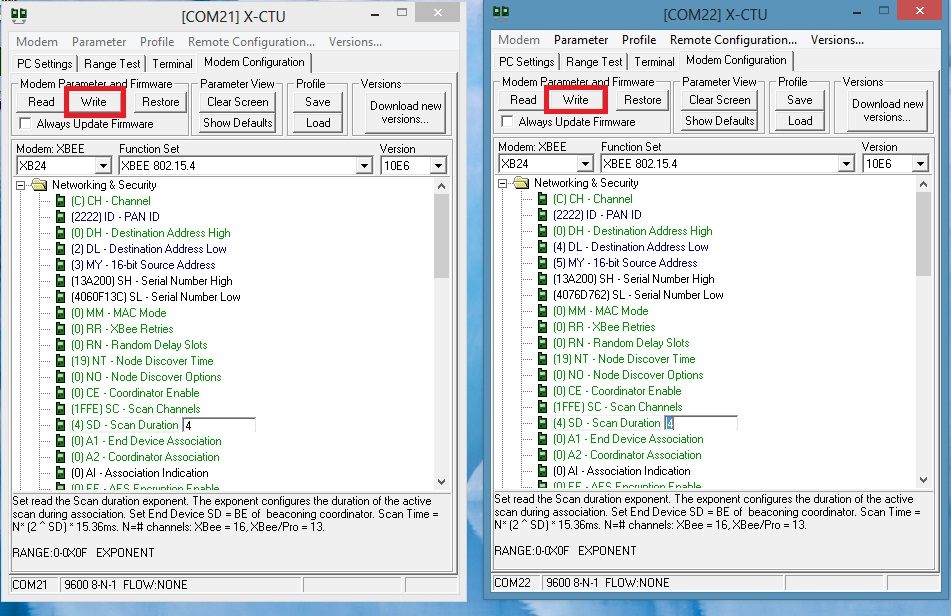 [COM21] X-CTU
Modem Parameter Profile Remote Configuration... Versions...
PC Settings Range Test Terminal Modem Configuration
Modem Parameter and Firmware Parameter View Profile Versions
Read Write Restore Clear Screen Save Download new
versions...
Always Update Firmware Show Defaults Load
Modem: XBEE Function Set Version
XB24 XBEE 802.15.4 10E6
Networking & Security
(C) CH - Channel
(2222) ID - PAN ID
(0) DH - Destination Address High
(2) DL - Destination Address Low
(3) MY - 16-bit Source Address
(13A200) SH - Serial Number High
(4060F13C) SL - Serial Number Low
(0) MM - MAC Mode
(0) RR - XBee Retries
(0) RN - Random Delay Slots
(19) NT - Node Discover Time
(0) NO - Node Discover Options
(0) CE - Coordinator Enable
(1FFE) SC - Scan Channels
(4) SD - Scan Duration 4
(0) A1 - End Device Association
(0) A2 - Coordinator Association
(0) AI - Association Indication
(0) EE - AES Encryption Enable
Set read the Scan duration exponent. The exponent configures the duration of the active
scan during association. Set End Device SD = BE of beaconing coordinator. Scan Time =
N* (2 ^ SD) * 15.36ms. N=# channels: XBee = 16, XBee/Pro = 13.
RANGE:0-0X0F EXPONENT
COM21 9600 8-N-1 FLOW:NONE
[COM22] X-CTU
Modem Parameter Profile Remote Configuration... Versions...
PC Settings Range Test Terminal Modem Configuration
Modem Parameter and Firmware Parameter View Profile Versions
Read Write Restore Clear Screen Save Download new
versions...
Always Update Firmware Show Defaults Load
Modem: XBEE Function Set Version
XB24 XBEE 802.15.4 10E6
Networking & Security
(C) CH - Channel
(2222) ID - PAN ID
(0) DH - Destination Address High
(4) DL - Destination Address Low
(5) MY - 16-bit Source Address
(13A200) SH - Serial Number High
(4076D762) SL - Serial Number Low
(0) MM - MAC Mode
(0) RR - XBee Retries
(0) RN - Random Delay Slots
(19) NT - Node Discover Time
(0) NO - Node Discover Options
(0) CE - Coordinator Enable
(1FFE) SC - Scan Channels
(4) SD - Scan Duration 4
(0) A1 - End Device Association
(0) A2 - Coordinator Association
(0) AI - Association Indication
(0) EE - AES Encryption Enable
Set read the Scan duration exponent. The exponent configures the duration of the active
scan during association. Set End Device SD = BE of beaconing coordinator. Scan Time =
N* (2 ^ SD) * 15.36ms. N=# channels: XBee = 16, XBee/Pro = 13.
RANGE:0-0X0F EXPONENT
COM22 9600 8-N-1 FLOW:NONE